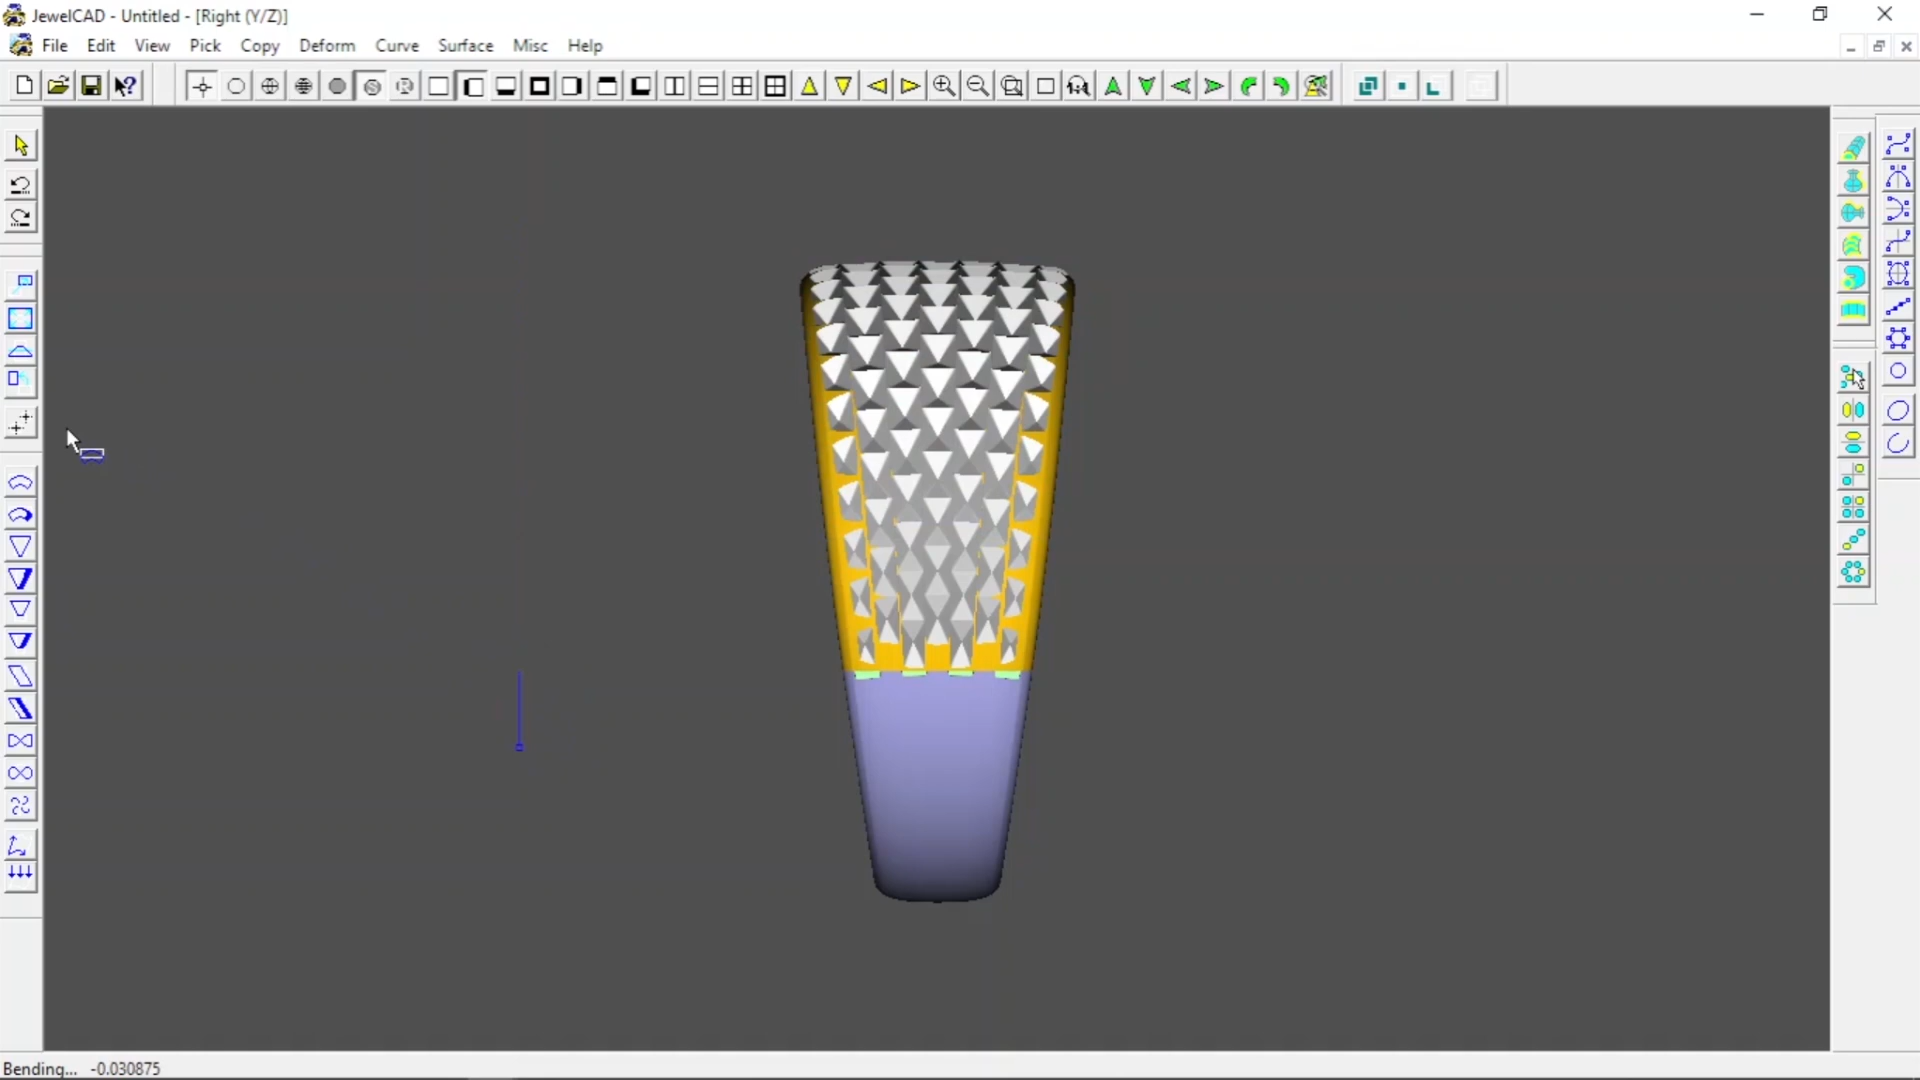 JewelCAD - Untitled - [Right (Y/Z)]
File Edit View Pick Copy Deform Curve Surface Misc Help
Bending... -0.030875